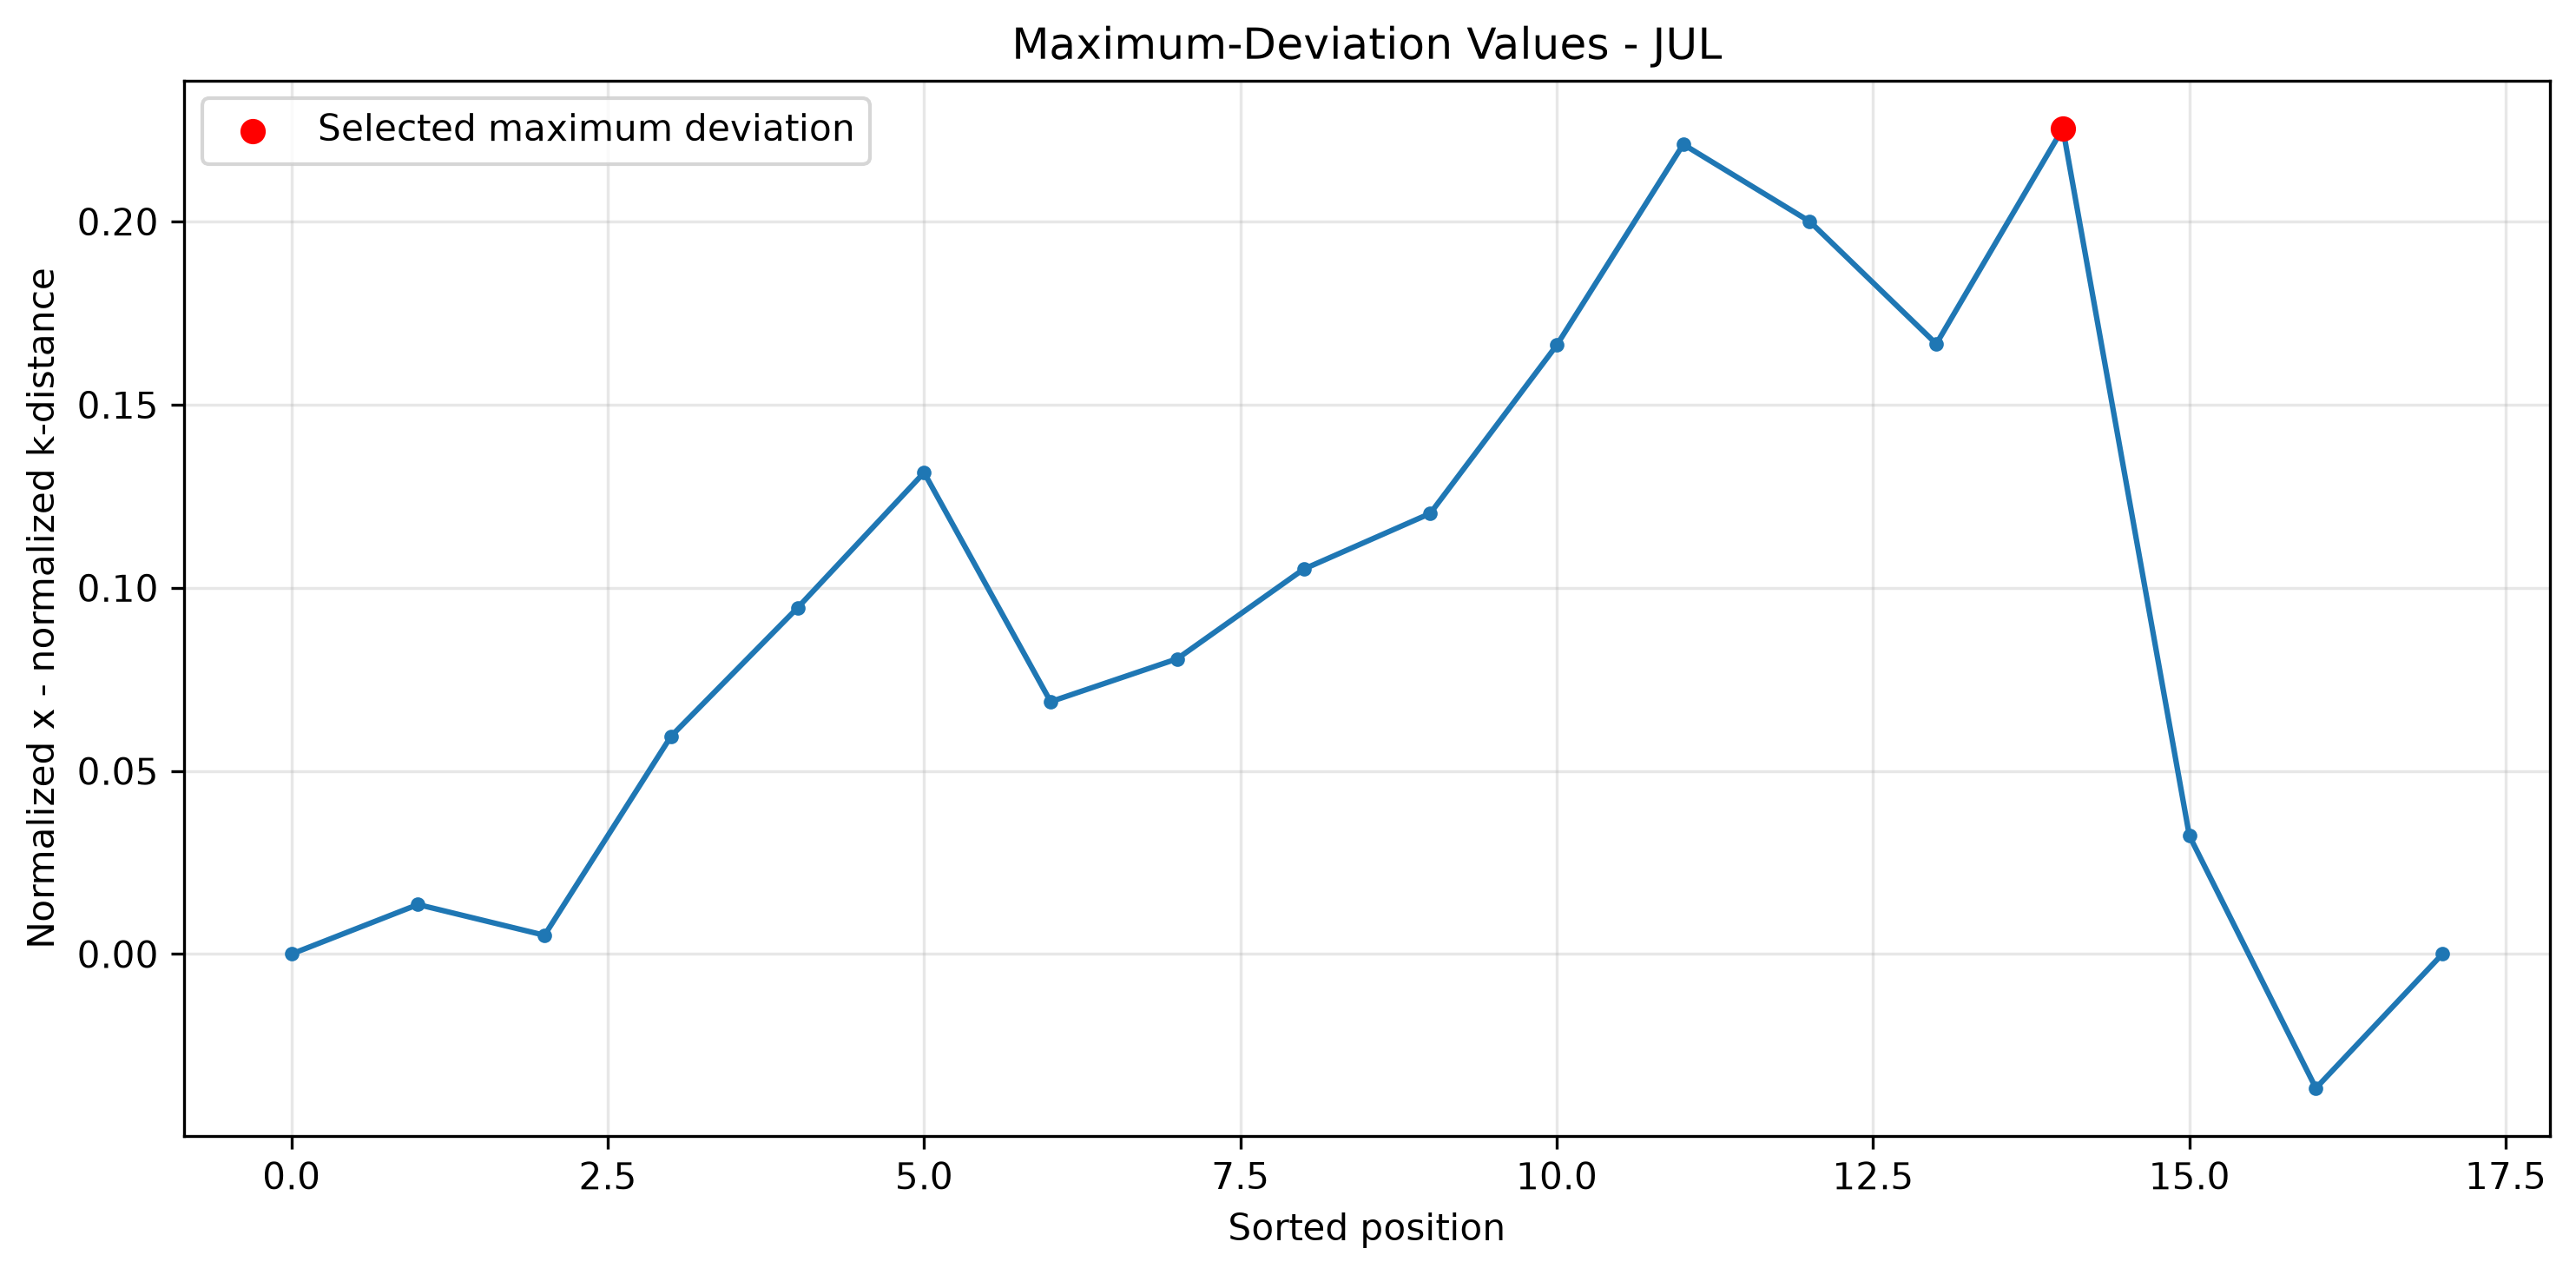 Maximum-Deviation Values - JUL
Selected maximum deviation
Normalized x - normalized k-distance
0.20
0.15
0.10
0.05
0.00
0.0 2.5 5.0 7.5 10.0 12.5 15.0 17.5
Sorted position